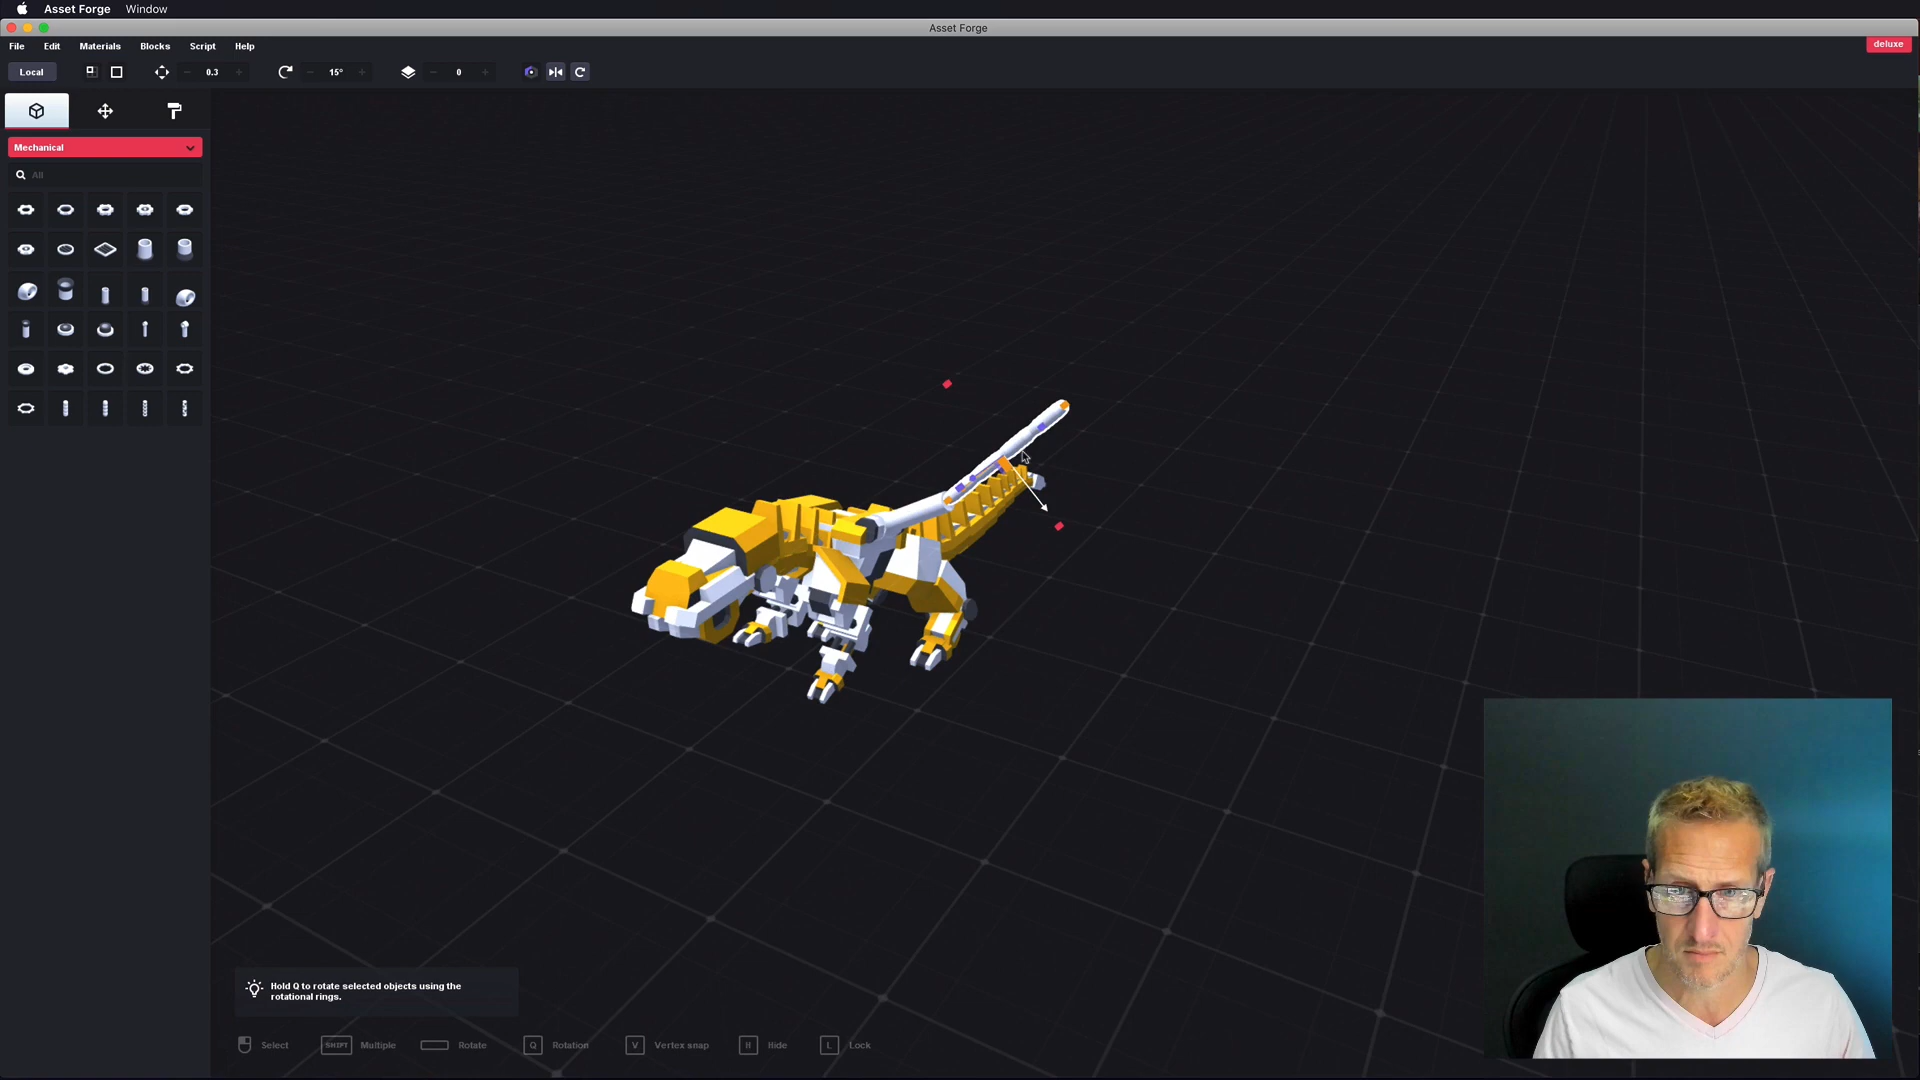 Asset Forge Window
Asset Forge
deluxe
File Edit Materials Blocks Script Help
Local 0.3 15° 0
Mechanical
All
Hold Q to rotate selected objects using the
rotational rings.
Select SHIFT Multiple Rotate Q Rotation V Vertex snap H Hide L Lock